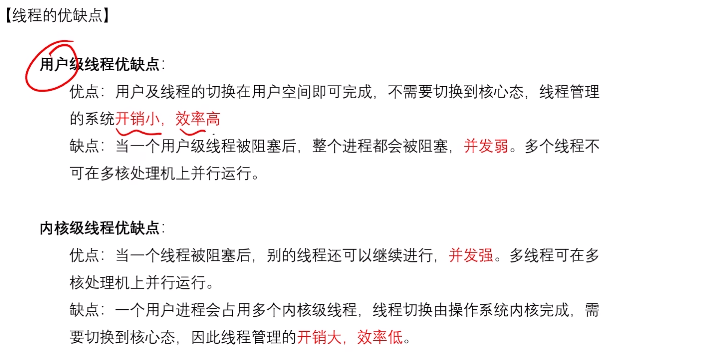 【线程的优缺点】
用户级线程优缺点：
优点：用户及线程的切换在用户空间即可完成，不需要切换到核心态，线程管理
的系统开销小，效率高
缺点：当一个用户级线程被阻塞后，整个进程都会被阻塞，并发弱。多个线程不
可在多核处理机上并行运行。
内核级线程优缺点：
优点：当一个线程被阻塞后，别的线程还可以继续进行，并发强。多线程可在多
核处理机上并行运行。
缺点：一个用户进程会占用多个内核级线程，线程切换由操作系统内核完成，需
要切换到核心态，因此线程管理的开销大，效率低。